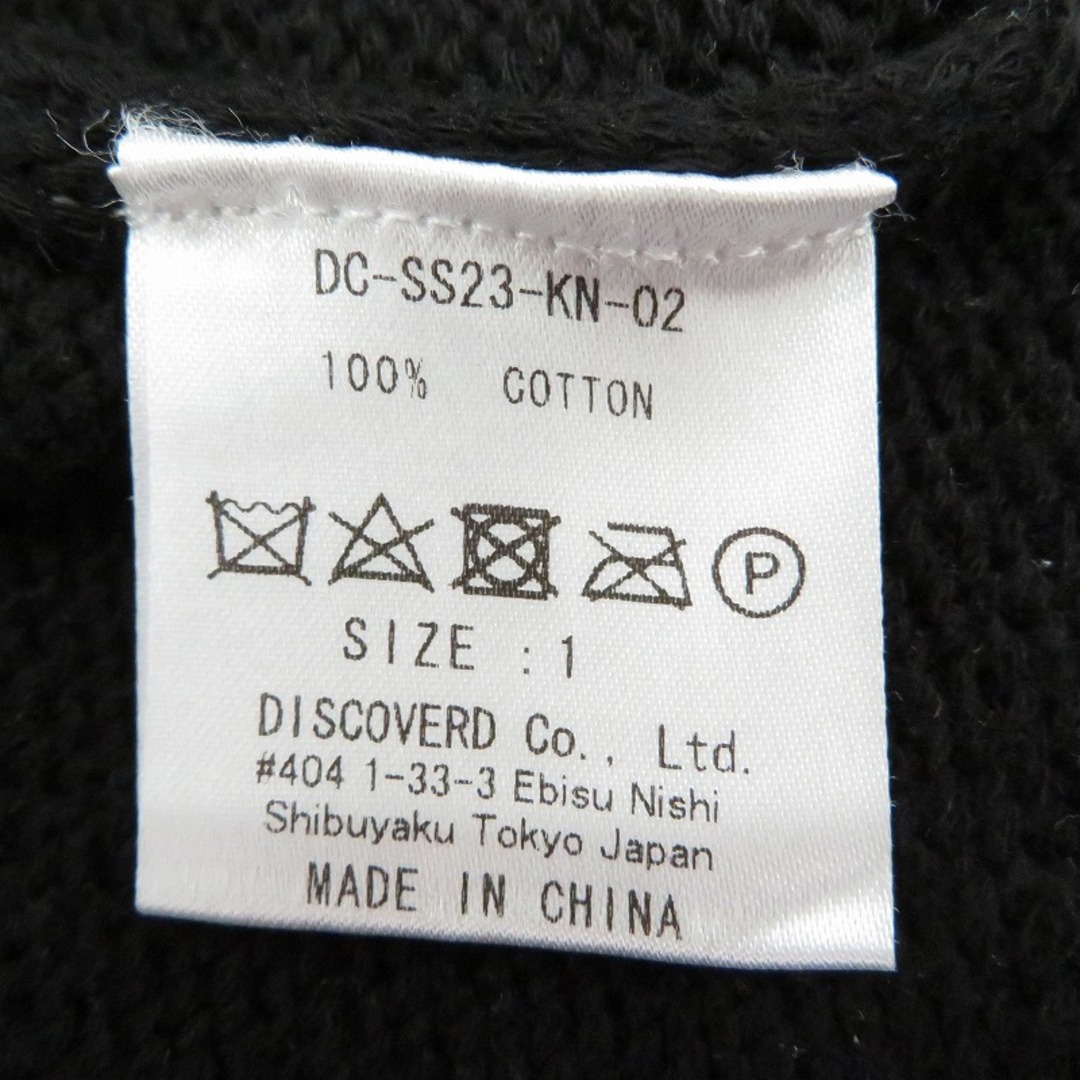 DC-SS23-KN-02
100% COTTON
P
SIZE : 1
DISCOVERD Co., Ltd.
#404 1-33-3 Ebisu Nishi
Shibuyaku Tokyo Japan
MADE IN CHINA